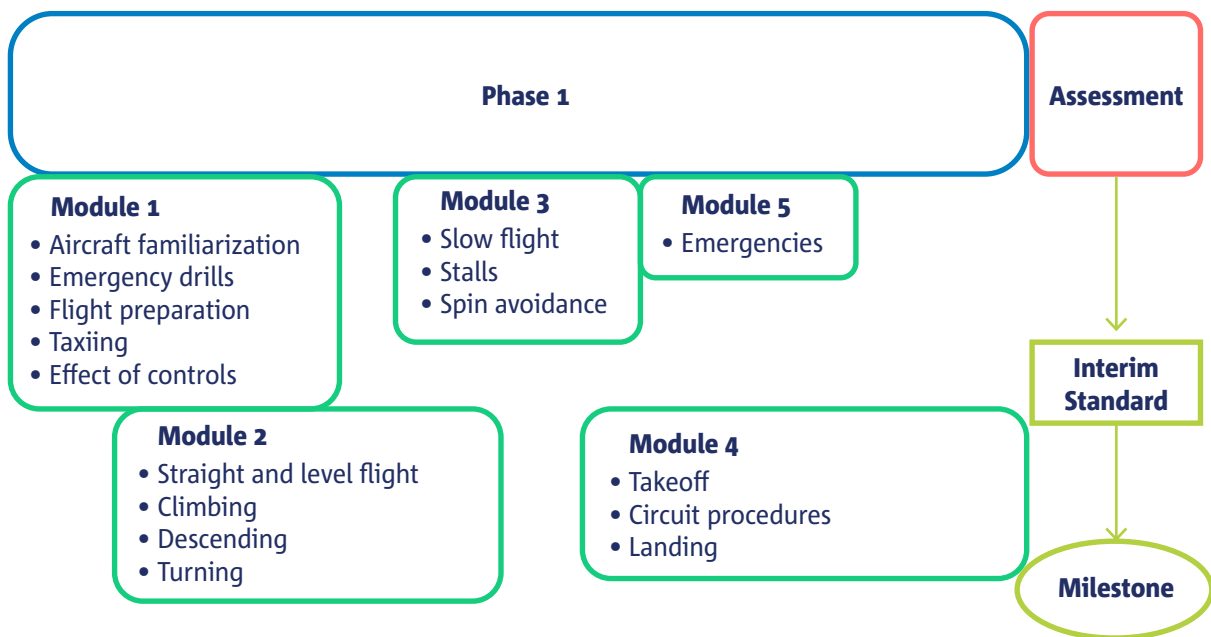 Phase 1
Assessment
Module 1
• Aircraft familiarization
• Emergency drills
• Flight preparation
• Taxiing
• Effect of controls
Module 3
• Slow flight
• Stalls
• Spin avoidance
Module 5
• Emergencies
Interim
Standard
Module 2
• Straight and level flight
• Climbing
• Descending
• Turning
Module 4
• Takeoff
• Circuit procedures
• Landing
Milestone